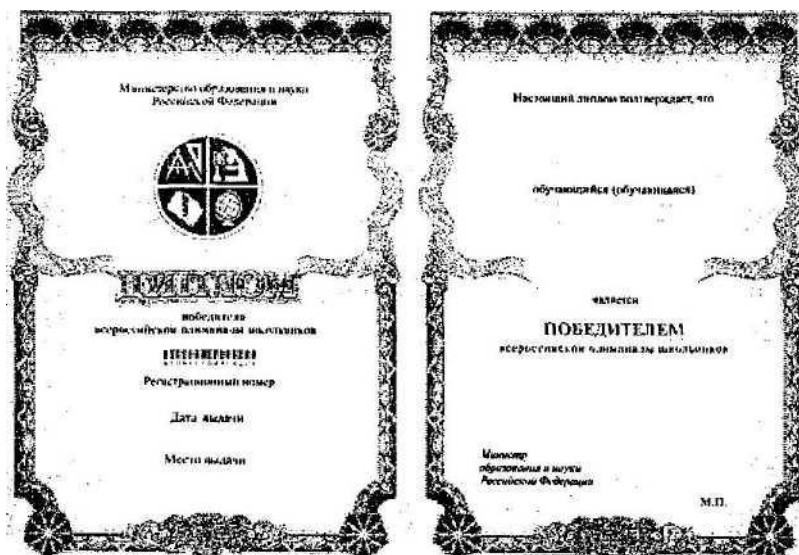 Министерство образования и науки
Российской Федерации
ДИПЛОМ
победителя
всероссийской олимпиады школьников
Регистрационный номер
Дата выдачи
Место выдачи
Настоящий диплом подтверждает, что
обучающийся (обучающаяся)
является
ПОБЕДИТЕЛЕМ
всероссийской олимпиады школьников
Министр
образования и науки
Российской Федерации
М.П.